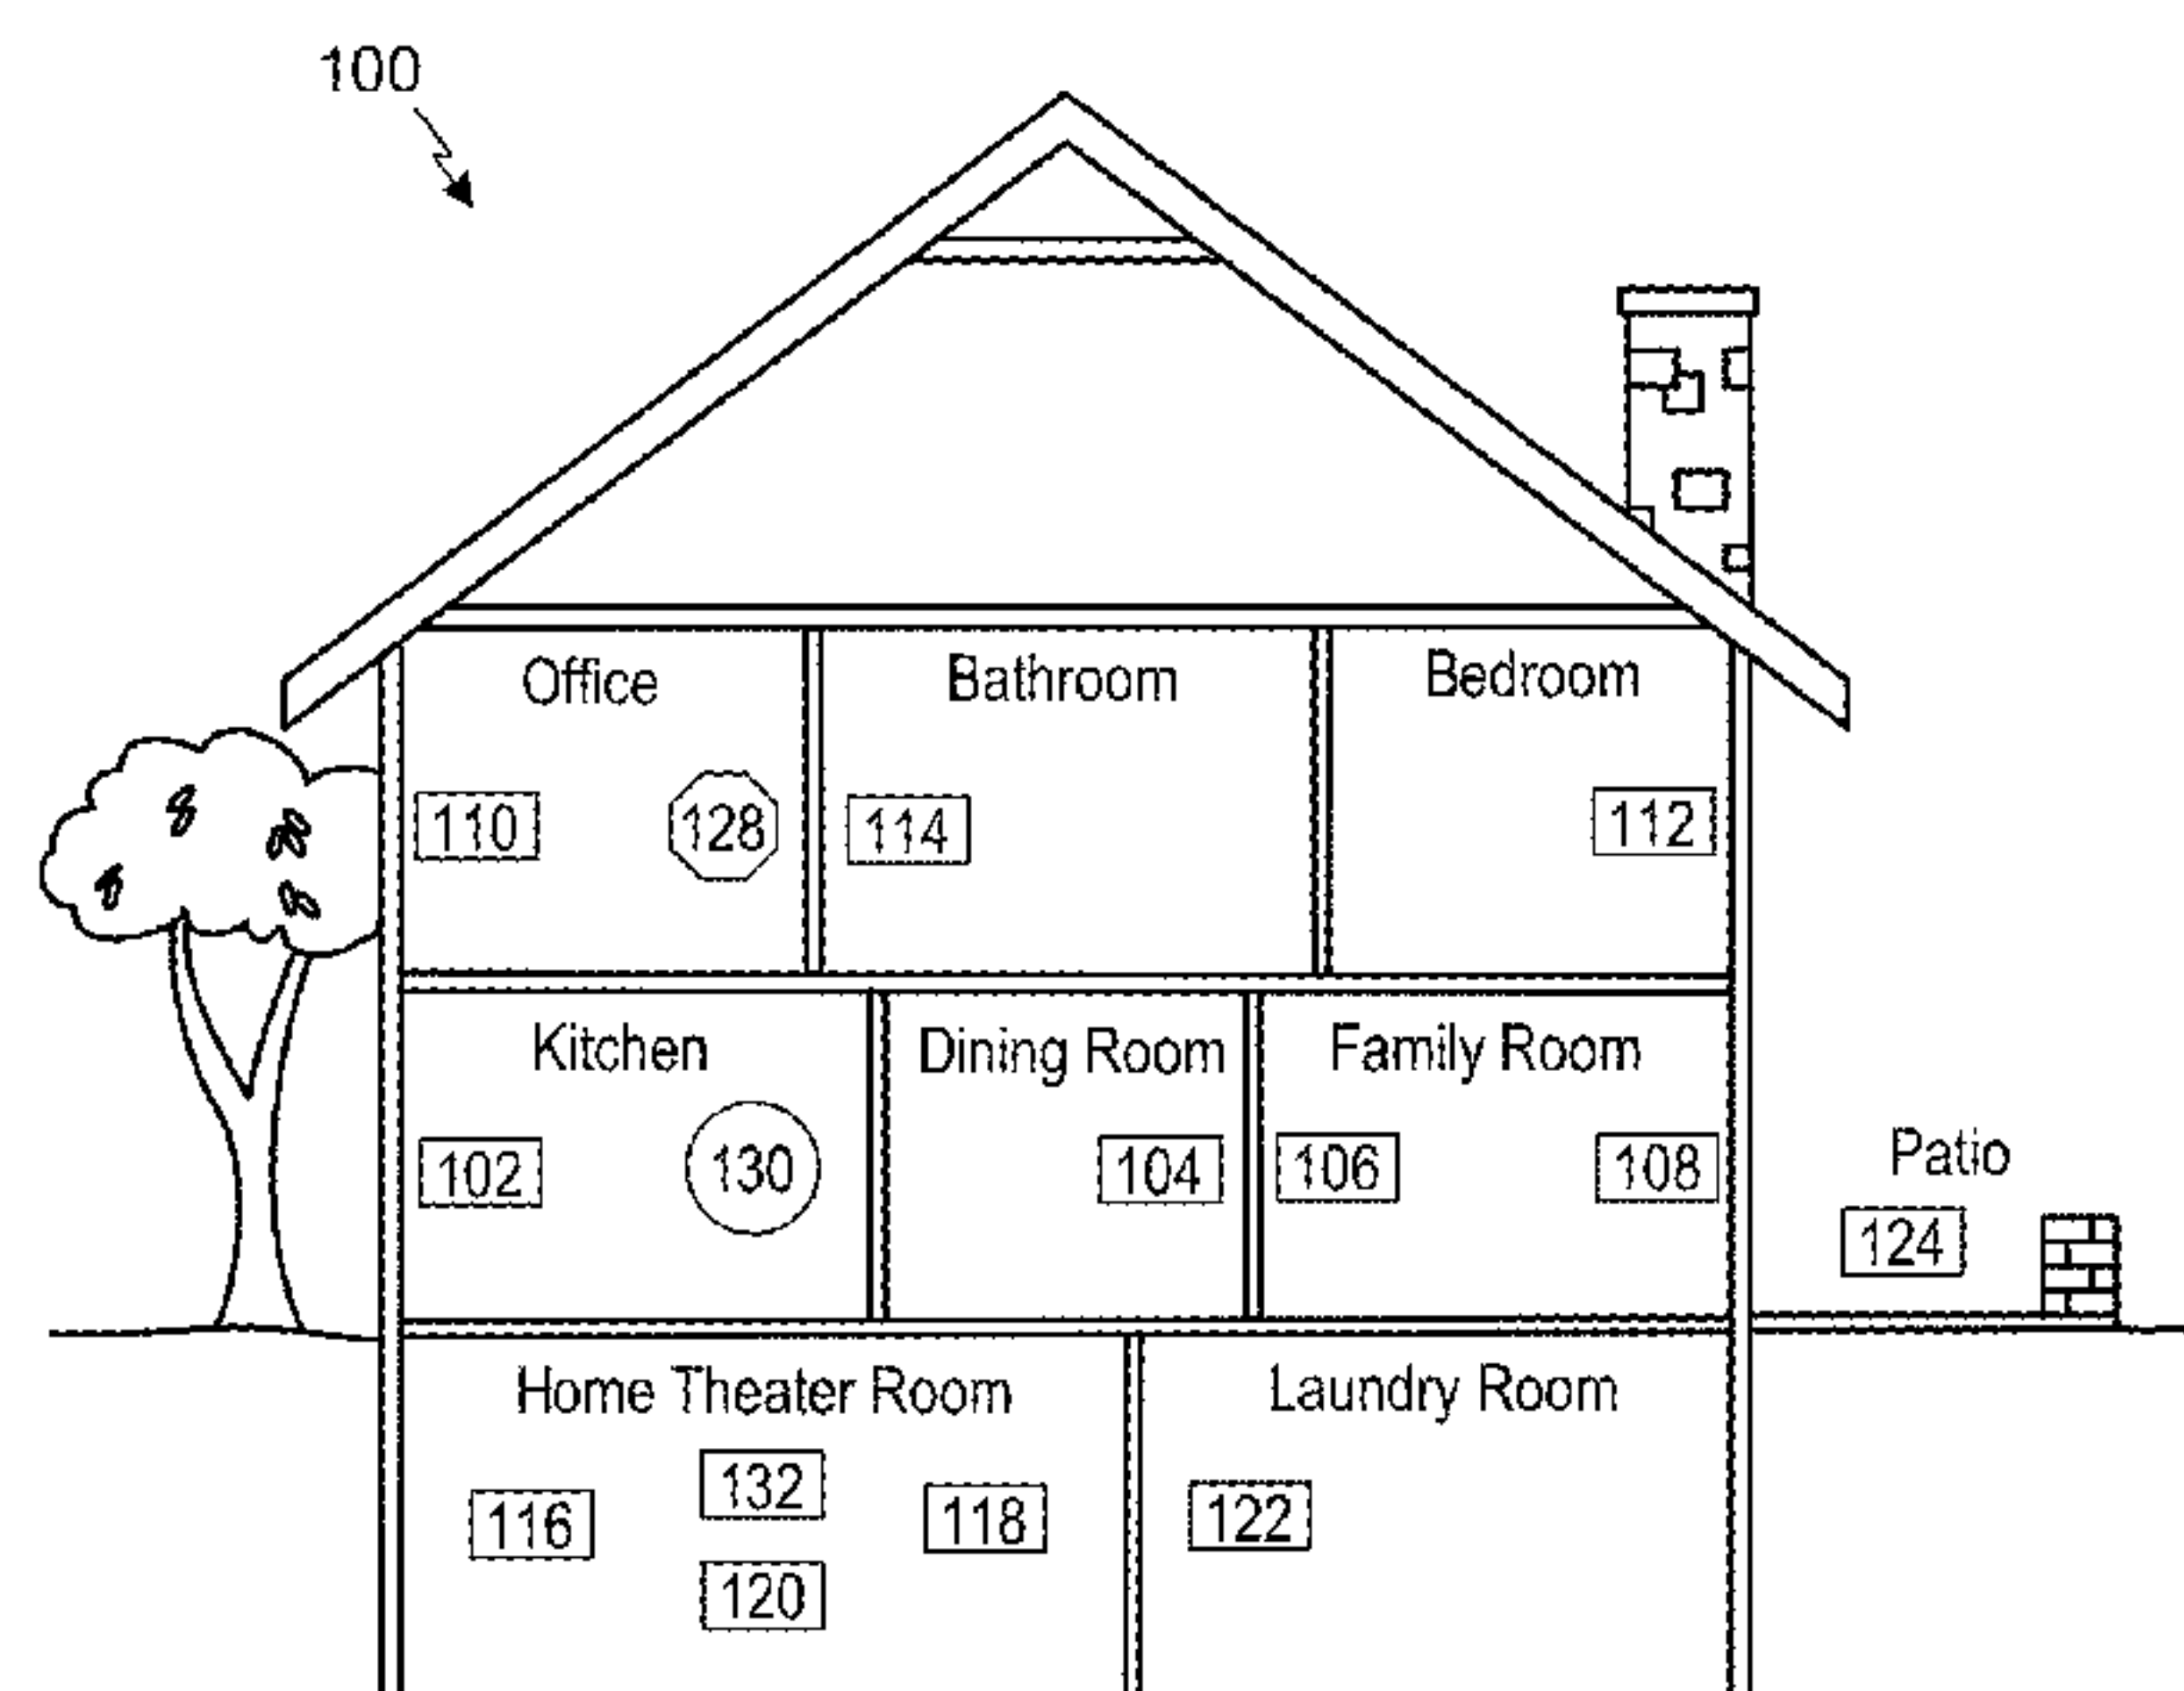 100
Office
Bathroom
Bedroom
110
128
114
112
Kitchen
Dining Room
Family Room
102
130
104
106
108
Patio
124
Home Theater Room
Laundry Room
116
132
118
120
122